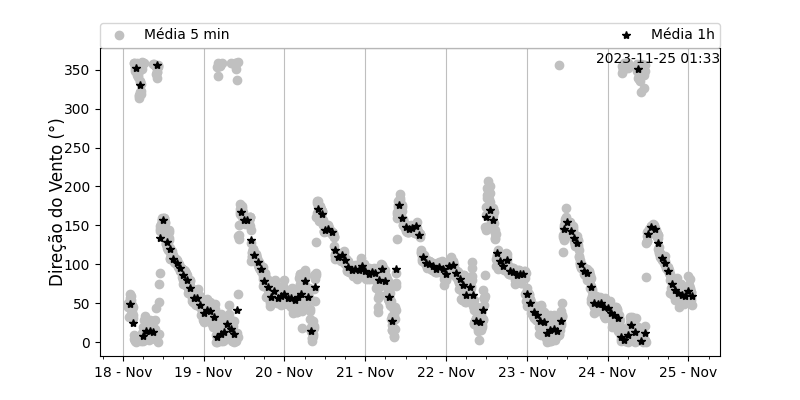 Média 5 min
Média 1h
2023-11-25 01:33
Direção do Vento (°)
350
300
250
200
150
100
50
0
18 - Nov
19 - Nov
20 - Nov
21 - Nov
22 - Nov
23 - Nov
24 - Nov
25 - Nov